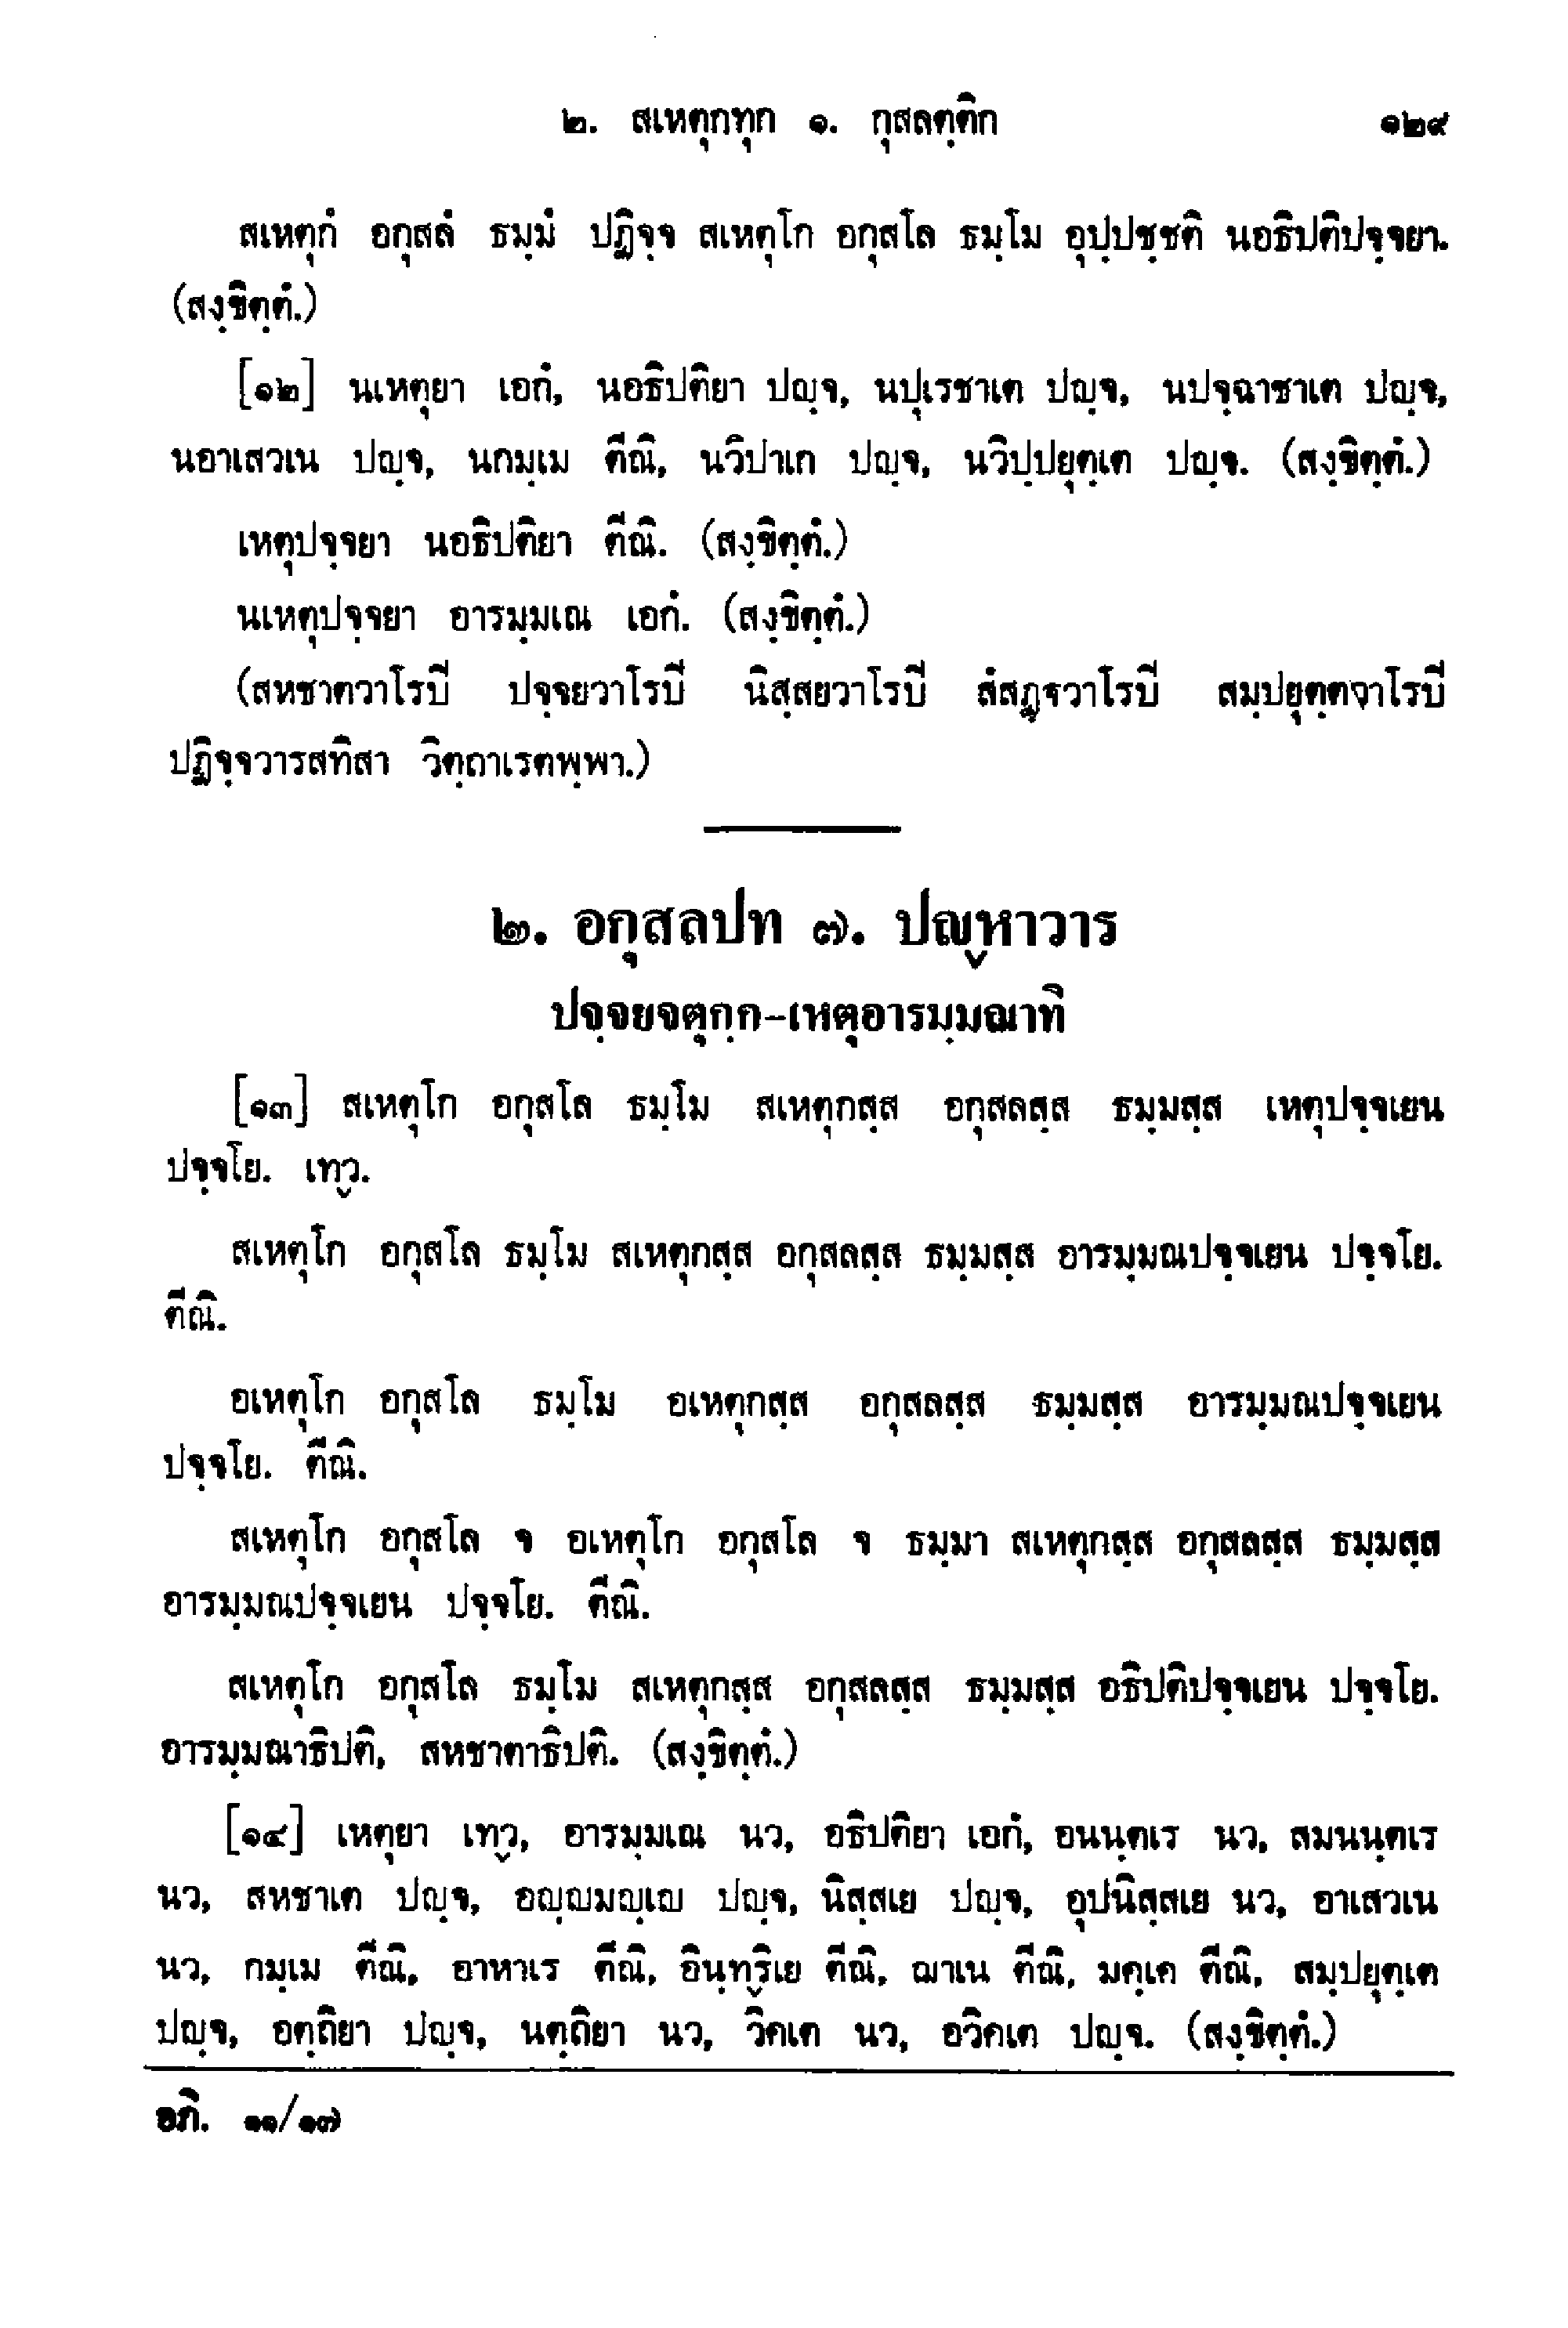 ๒. สเหตุกทุก ๑. กุสลตฺติก ๑๒๙
สเหตุกํ อกุสลํ ธมฺมํ ปฏิจฺจ สเหตุโก อกุสโล ธมฺโม อุปฺปชฺชติ นอธิปติปจฺจยา.
(สงฺขิตฺตํ.)
[๑๒] นเหตุยา เอกํ, นอธิปติยา ปญฺจ, นปุเรชาเต ปญฺจ, นปจฺฉาชาเต ปญฺจ,
นอาเสวเน ปญฺจ, นกมฺเม ตีณิ, นวิปาเก ปญฺจ, นวิปฺปยุตฺเต ปญฺจ. (สงฺขิตฺตํ.)
เหตุปจฺจยา นอธิปติยา ตีณิ. (สงฺขิตฺตํ.)
นเหตุปจฺจยา อารมฺมเณ เอกํ. (สงฺขิตฺตํ.)
(สหชาตวาโรปิ ปจฺจยวาโรปิ นิสฺสยวาโรปิ สํสฏฺฐวาโรปิ สมฺปยุตฺตวาโรปิ
ปฏิจฺจวารสทิสา วิตฺถาเรตพฺพา.)
๒. อกุสลปท ๗. ปญฺหาวาร
ปจฺจยจตุกฺก-เหตุอารมฺมณาทิ
[๑๓] สเหตุโก อกุสโล ธมฺโม สเหตุกสฺส อกุสลสฺส ธมฺมสฺส เหตุปจฺจเยน
ปจฺจโย. เทฺว.
สเหตุโก อกุสโล ธมฺโม สเหตุกสฺส อกุสลสฺส ธมฺมสฺส อารมฺมณปจฺจเยน ปจฺจโย.
ตีณิ.
อเหตุโก อกุสโล ธมฺโม อเหตุกสฺส อกุสลสฺส ธมฺมสฺส อารมฺมณปจฺจเยน
ปจฺจโย. ตีณิ.
สเหตุโก อกุสโล จ อเหตุโก อกุสโล จ ธมฺมา สเหตุกสฺส อกุสลสฺส ธมฺมสฺส
อารมฺมณปจฺจเยน ปจฺจโย. ตีณิ.
สเหตุโก อกุสโล ธมฺโม สเหตุกสฺส อกุสลสฺส ธมฺมสฺส อธิปติปจฺจเยน ปจฺจโย.
อารมฺมณาธิปติ, สหชาตาธิปติ. (สงฺขิตฺตํ.)
[๑๔] เหตุยา เทฺว, อารมฺมเณ นว, อธิปติยา เอกํ, อนนฺตเร นว, สมนนฺตเร
นว, สหชาเต ปญฺจ, อญฺญมญฺเญ ปญฺจ, นิสฺสเย ปญฺจ, อุปนิสฺสเย นว, อาเสวเน
นว, กมฺเม ตีณิ, อาหาเร ตีณิ, อินฺทฺริเย ตีณิ, ฌาเน ตีณิ, มคฺเค ตีณิ, สมฺปยุตฺเต
ปญฺจ, อตฺถิยา ปญฺจ, นตฺถิยา นว, วิคเต นว, อวิคเต ปญฺจ. (สงฺขิตฺตํ.)
อภิ. ๑๑/๑๗